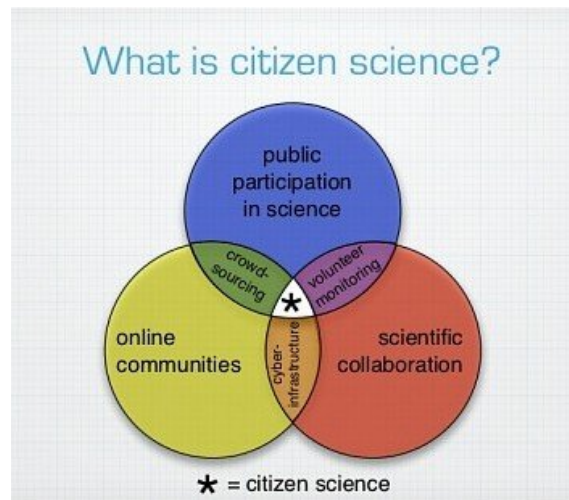 What is citizen science?
public
participation
in science
crowd-
sourcing
volunteer
monitoring
*
online
communities
scientific
collaboration
cyber-
infrastructure
* = citizen science